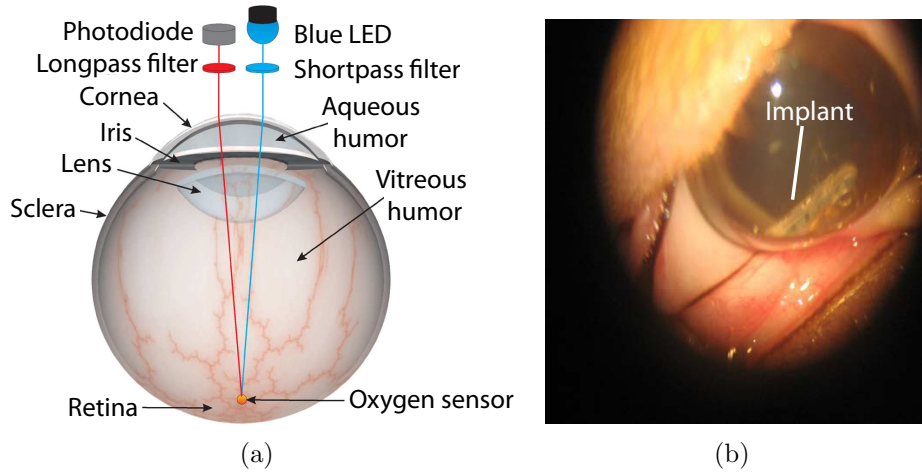 Photodiode
Blue LED
Longpass filter
Shortpass filter
Cornea
Aqueous
humor
Iris
Lens
Vitreous
humor
Sclera
Retina
Oxygen sensor
(a)
Implant
(b)